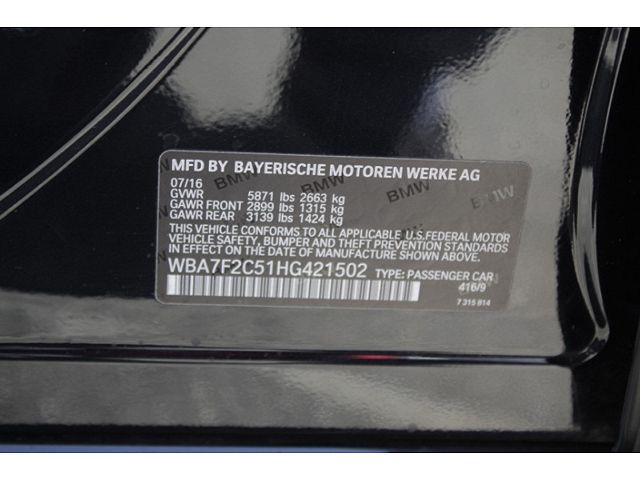 MFD BY BAYERISCHE MOTOREN WERKE AG
07/16
GVWR 5871 lbs 2663 kg
GAWR FRONT 2899 lbs 1315 kg
GAWR REAR 3139 lbs 1424 kg
THIS VEHICLE CONFORMS TO ALL APPLICABLE U.S.FEDERAL MOTOR
VEHICLE SAFETY, BUMPER AND THEFT PREVENTION STANDARDS IN
EFFECT ON THE DATE OF MANUFACTURE SHOWN ABOVE.
WBA7F2C51HG421502 TYPE: PASSENGER CAR
416/9
7 315 814
BMW
BMW
BMW